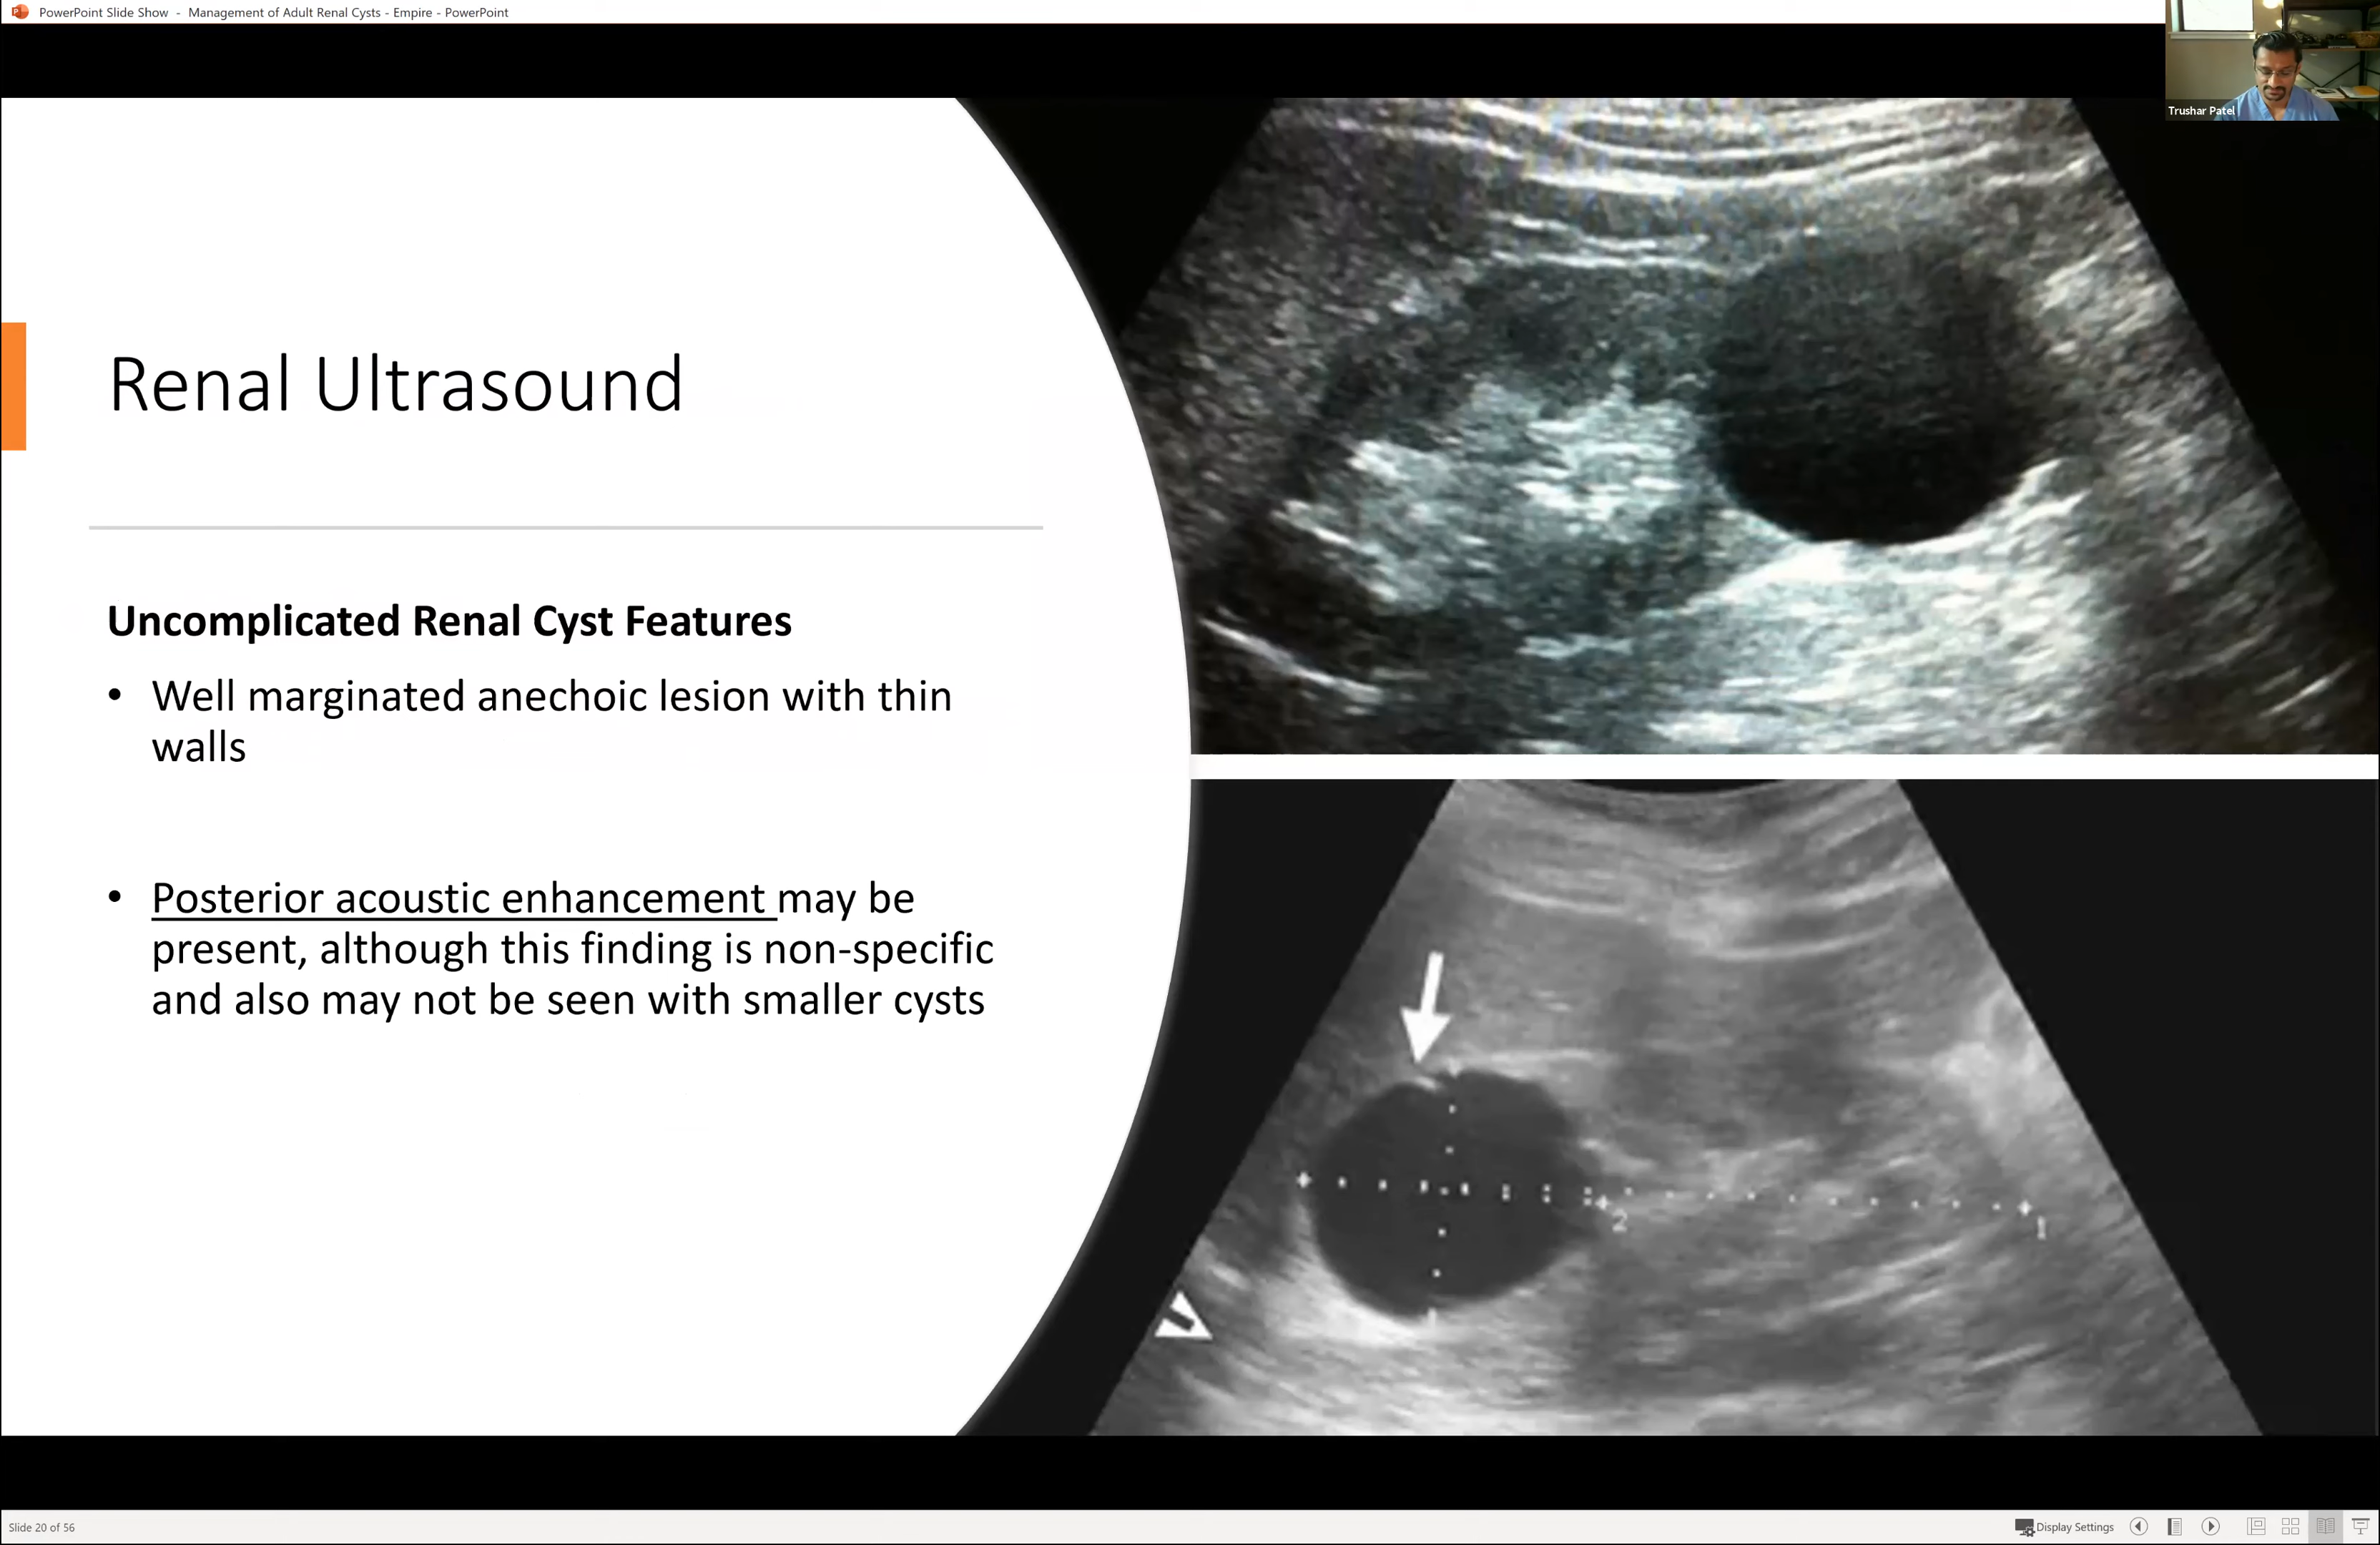 PowerPoint Slide Show - Management of Adult Renal Cysts - Empire - PowerPoint
Trushar Patel
Renal Ultrasound
Uncomplicated Renal Cyst Features
• Well marginated anechoic lesion with thin
walls
• Posterior acoustic enhancement may be
present, although this finding is non-specific
and also may not be seen with smaller cysts
2
1
Slide 20 of 56
Display Settings